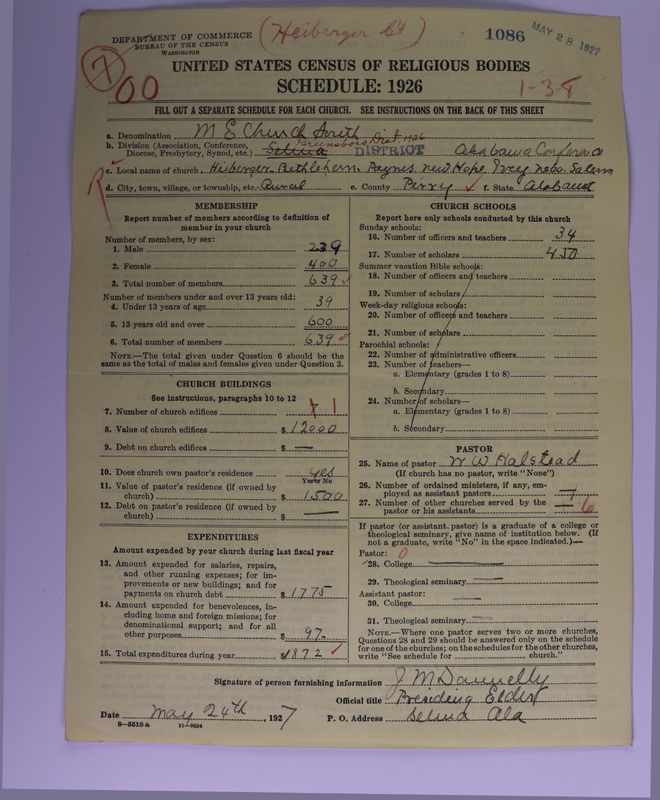 DEPARTMENT OF COMMERCE
BUREAU OF THE CENSUS
WASHINGTON
(Heiberger Ct)
1086
MAY 28 1927
7
00
1-3-8
UNITED STATES CENSUS OF RELIGIOUS BODIES
SCHEDULE: 1926
FILL OUT A SEPARATE SCHEDULE FOR EACH CHURCH. SEE INSTRUCTIONS ON THE BACK OF THIS SHEET
a. Denomination M E Church South
Greensboro Dist. 1926
b. Division (Association, Conference, Diocese, Presbytery, Synod, etc.) Selma DISTRICT Alabama Conference
c. Local name of church, Heiberger. Bethlehem Paynes. New Hope, Ivey. Salem
d. City, town, village, or township, etc. Rural e. County Perry f. State Alabama
MEMBERSHIP
Report number of members according to definition of member in your church
Number of members, by sex:
1. Male 239
2. Female 400
3. Total number of members 639
Number of members under and over 13 years old:
4. Under 13 years of age 39
5. 13 years old and over 600
6. Total number of members 639
NOTE.—The total given under Question 6 should be the same as the total of males and females given under Question 3.
CHURCH BUILDINGS
See instructions, paragraphs 10 to 12
7. Number of church edifices 1
8. Value of church edifices $ 12000
9. Debt on church edifices $ —
10. Does church own pastor's residence yes
Yes or No
11. Value of pastor's residence (if owned by church) $ 1500
12. Debt on pastor's residence (if owned by church) $ —
EXPENDITURES
Amount expended by your church during last fiscal year
13. Amount expended for salaries, repairs, and other running expenses; for improvements or new buildings; and for payments on church debt $ 1775
14. Amount expended for benevolences, including home and foreign missions; for denominational support; and for all other purposes $ 97-
15. Total expenditures during year $ 1872
CHURCH SCHOOLS
Report here only schools conducted by this church
Sunday schools:
16. Number of officers and teachers 34
17. Number of scholars 450
Summer vacation Bible schools:
18. Number of officers and teachers
19. Number of scholars
Week-day religious schools:
20. Number of officers and teachers
21. Number of scholars
Parochial schools:
22. Number of administrative officers
23. Number of teachers—
a. Elementary (grades 1 to 8)
b. Secondary
24. Number of scholars—
a. Elementary (grades 1 to 8)
b. Secondary
PASTOR
25. Name of pastor W W Halstead
(If church has no pastor, write "None")
26. Number of ordained ministers, if any, employed as assistant pastors —
27. Number of other churches served by the pastor or his assistants — 6
If pastor (or assistant pastor) is a graduate of a college or theological seminary, give name of institution below. (If not a graduate, write "No" in the space indicated.)—
Pastor: 0
28. College —
29. Theological seminary —
Assistant pastor: —
30. College —
31. Theological seminary —
NOTE.—Where one pastor serves two or more churches, Questions 28 and 29 should be answered only on the schedule for one of the churches; on the schedules for the other churches, write "See schedule for church."
Signature of person furnishing information J M Dannelly
Official title Presiding Elder
Date May 24th, 1927 P. O. Address Selma Ala
8—5518 a 11—9654